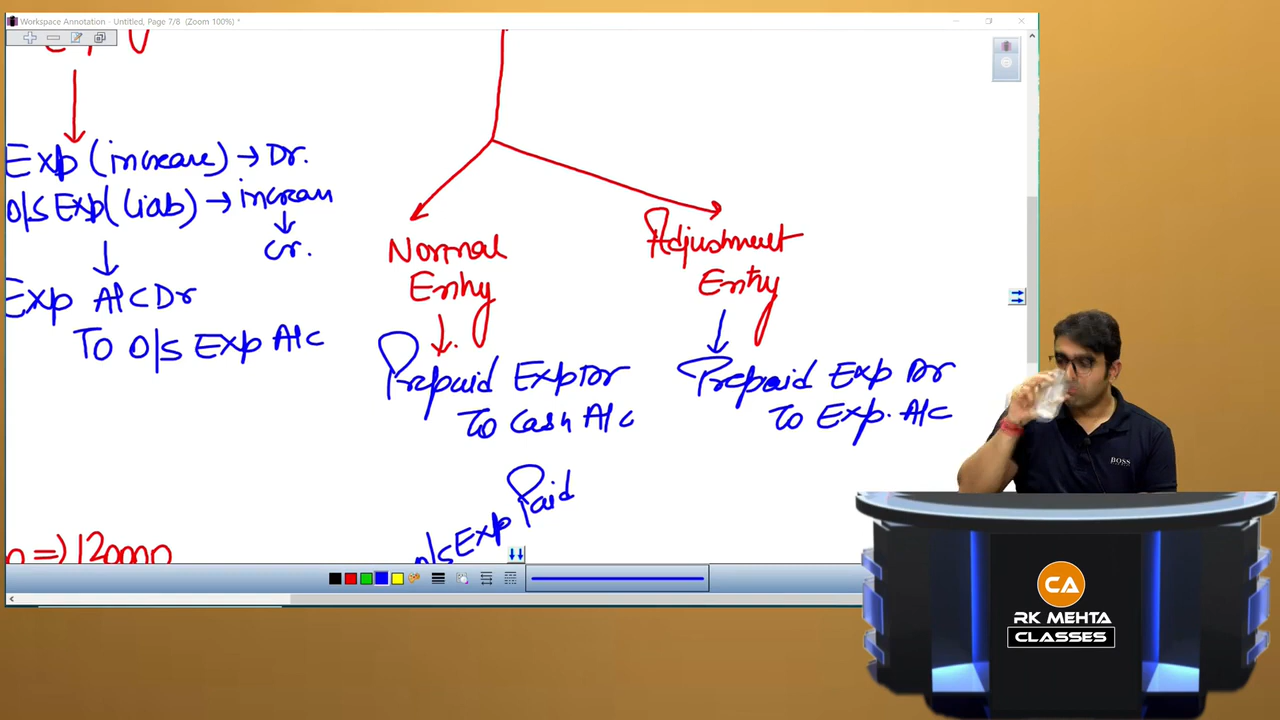 Workspace Annotation - Untitled, Page 7/8 (Zoom 100%) *
Exp (increase) → Dr.
O/S Exp (liab) → increase
↓
Cr.
Exp A/C Dr
To O/S Exp A/C
Normal
Entry
Prepaid Exp Dr
To Cash A/C
Adjustment
Entry
Prepaid Exp Dr
To Exp. A/C
O/S Exp Paid
=) 12000
BOSS
CA
RK MEHTA
CLASSES